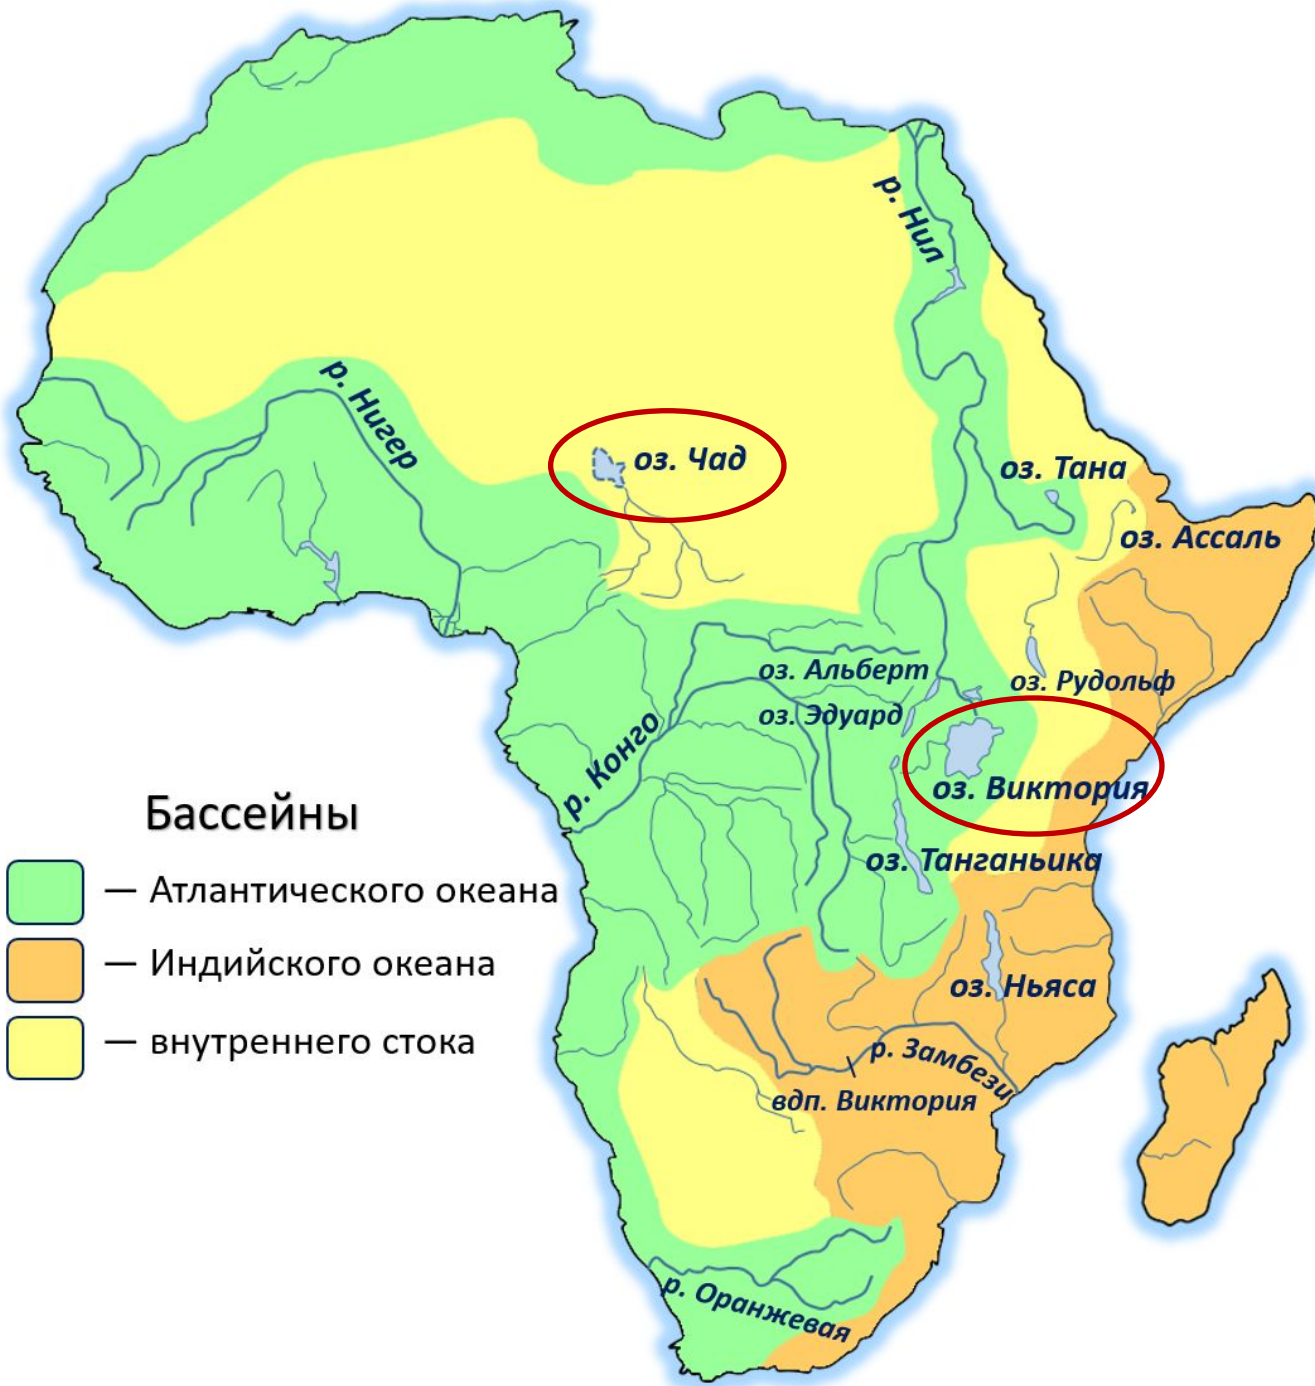 р. Нил
р. Нигер
оз. Чад
оз. Тана
оз. Ассаль
оз. Альберт
оз. Рудольф
оз. Эдуард
р. Конго
оз. Виктория
Бассейны
оз. Танганьика
— Атлантического океана
— Индийского океана
оз. Ньяса
— внутреннего стока
р. Замбези
вдп. Виктория
р. Оранжевая